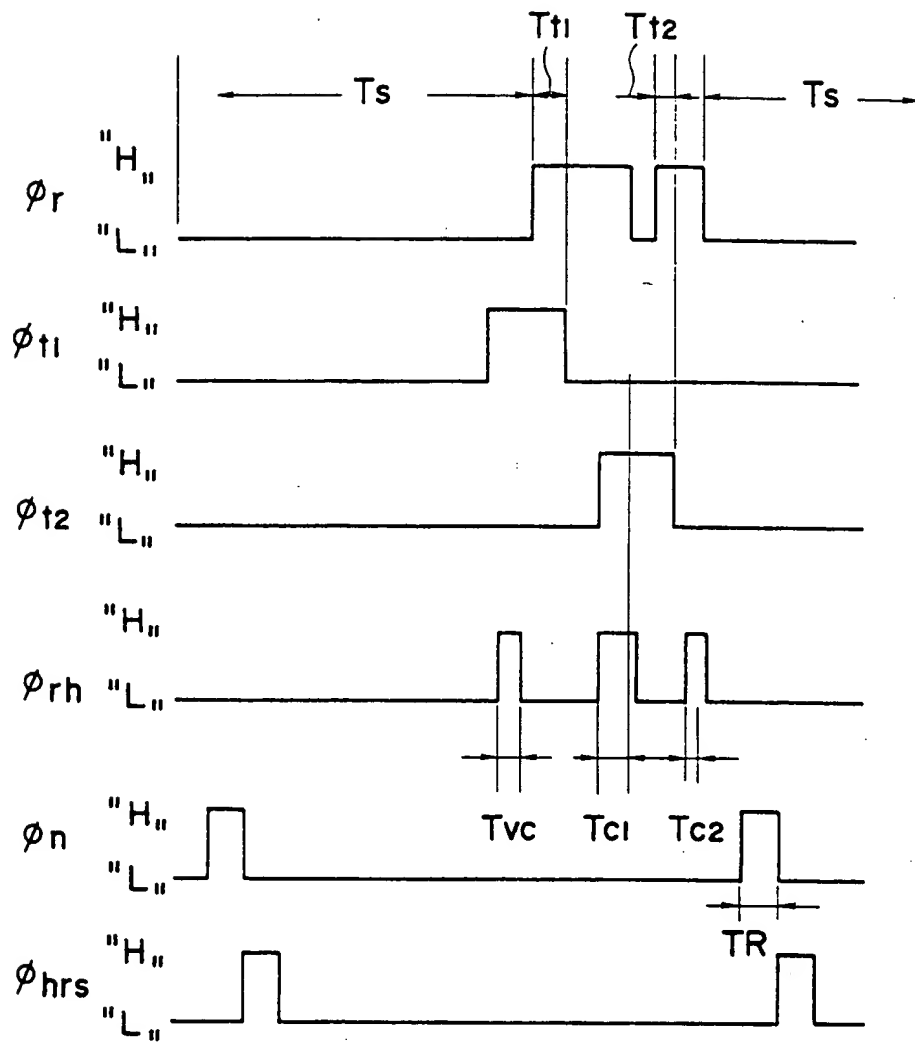 Tt1 Tt2
Ts Ts
"H"
φr
"L"
"H"
φt1
"L"
"H"
φt2
"L"
"H"
φrh
"L"
Tvc Tc1 Tc2
"H"
φn
"L"
TR
"H"
φhrs
"L"